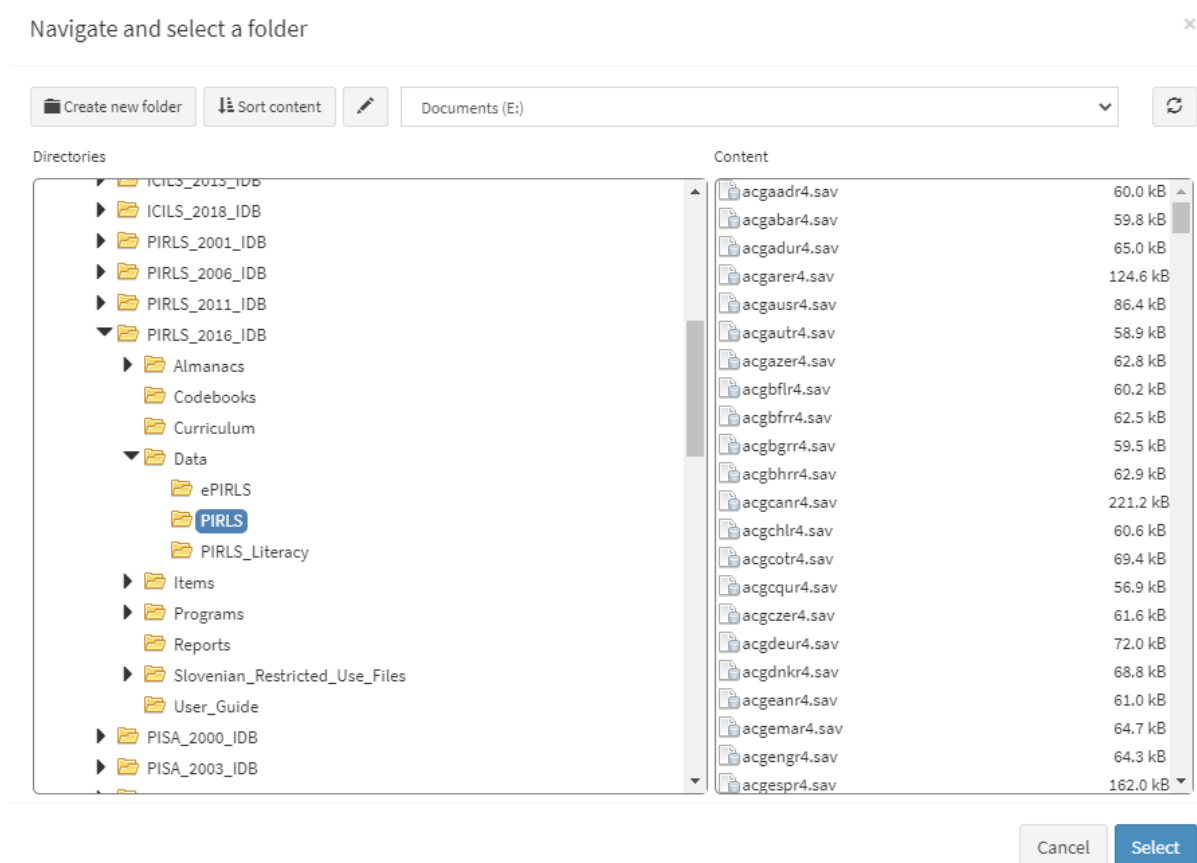 Navigate and select a folder
×
Create new folder
Sort content
Documents (E:)
Directories
Content
ICILS_2013_IDB
ICILS_2018_IDB
PIRLS_2001_IDB
PIRLS_2006_IDB
PIRLS_2011_IDB
PIRLS_2016_IDB
Almanacs
Codebooks
Curriculum
Data
ePIRLS
PIRLS
PIRLS_Literacy
Items
Programs
Reports
Slovenian_Restricted_Use_Files
User_Guide
PISA_2000_IDB
PISA_2003_IDB
acgaadr4.sav 60.0 kB
acgabar4.sav 59.8 kB
acgadur4.sav 65.0 kB
acgarer4.sav 124.6 kB
acgausr4.sav 86.4 kB
acgautr4.sav 58.9 kB
acgazer4.sav 62.8 kB
acgbflr4.sav 60.2 kB
acgbfrr4.sav 62.5 kB
acgbgrr4.sav 59.5 kB
acgbhrr4.sav 62.9 kB
acgcanr4.sav 221.2 kB
acgchlr4.sav 60.6 kB
acgcotr4.sav 69.4 kB
acgcqur4.sav 56.9 kB
acgczer4.sav 61.6 kB
acgdeur4.sav 72.0 kB
acgdnkr4.sav 68.8 kB
acgeanr4.sav 61.0 kB
acgemar4.sav 64.7 kB
acgengr4.sav 64.3 kB
acgespr4.sav 162.0 kB
Cancel
Select